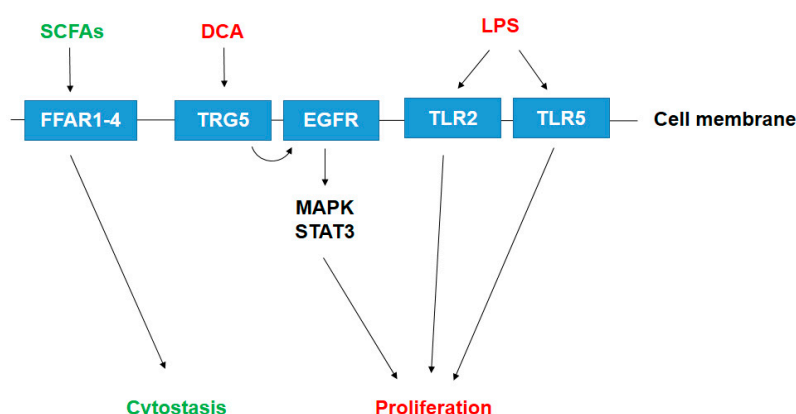 SCFAs DCA LPS
FFAR1-4 TRG5 EGFR TLR2 TLR5 Cell membrane
MAPK
STAT3
Cytostasis Proliferation